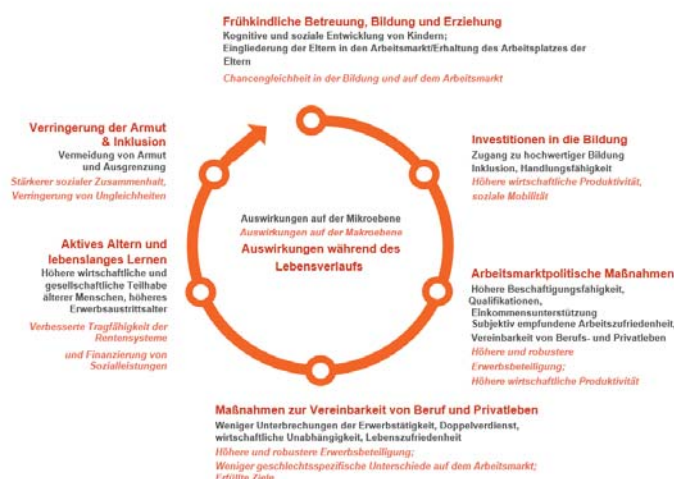 Frühkindliche Betreuung, Bildung und Erziehung
Kognitive und soziale Entwicklung von Kindern;
Eingliederung der Eltern in den Arbeitsmarkt/Erhaltung des Arbeitsplatzes der
Eltern
Chancengleichheit in der Bildung und auf dem Arbeitsmarkt
Investitionen in die Bildung
Zugang zu hochwertiger Bildung
Inklusion, Handlungsfähigkeit
Höhere wirtschaftliche Produktivität,
soziale Mobilität
Arbeitsmarktpolitische Maßnahmen
Höhere Beschaftigungsfähigkeit,
Qualifikationen,
Einkommensunterstützung
Subjektiv empfundene Arbeitszufriedenheit,
Vereinbarkeit von Berufs- und Privatleben
Höhere und robustere
Erwerbsbeteiligung;
Höhere wirtschaftliche Produktivität
Maßnahmen zur Vereinbarkeit von Beruf und Privatleben
Weniger Unterbrechungen der Erwerbstätigkeit, Doppelverdienst,
wirtschaftliche Unabhängigkeit, Lebenszufriedenheit
Höhere und robustere Erwerbsbeteiligung;
Weniger geschlechtsspezifische Unterschiede auf dem Arbeitsmarkt;
Erfüllte Ziele
Aktives Altern und
lebenslanges Lernen
Höhere wirtschaftliche und
gesellschaftliche Teilhabe
älterer Menschen, höheres
Erwerbsaustrittsalter
Verbesserte Tragfähigkeit der
Rentensysteme
und Finanzierung von
Sozialleistungen
Verringerung der Armut
& Inklusion
Vermeidung von Armut
und Ausgrenzung
Stärkerer sozialer Zusammenhalt,
Verringerung von Ungleichheiten
Auswirkungen auf der Mikroebene
Auswirkungen auf der Makroebene
Auswirkungen während des
Lebensverlaufs